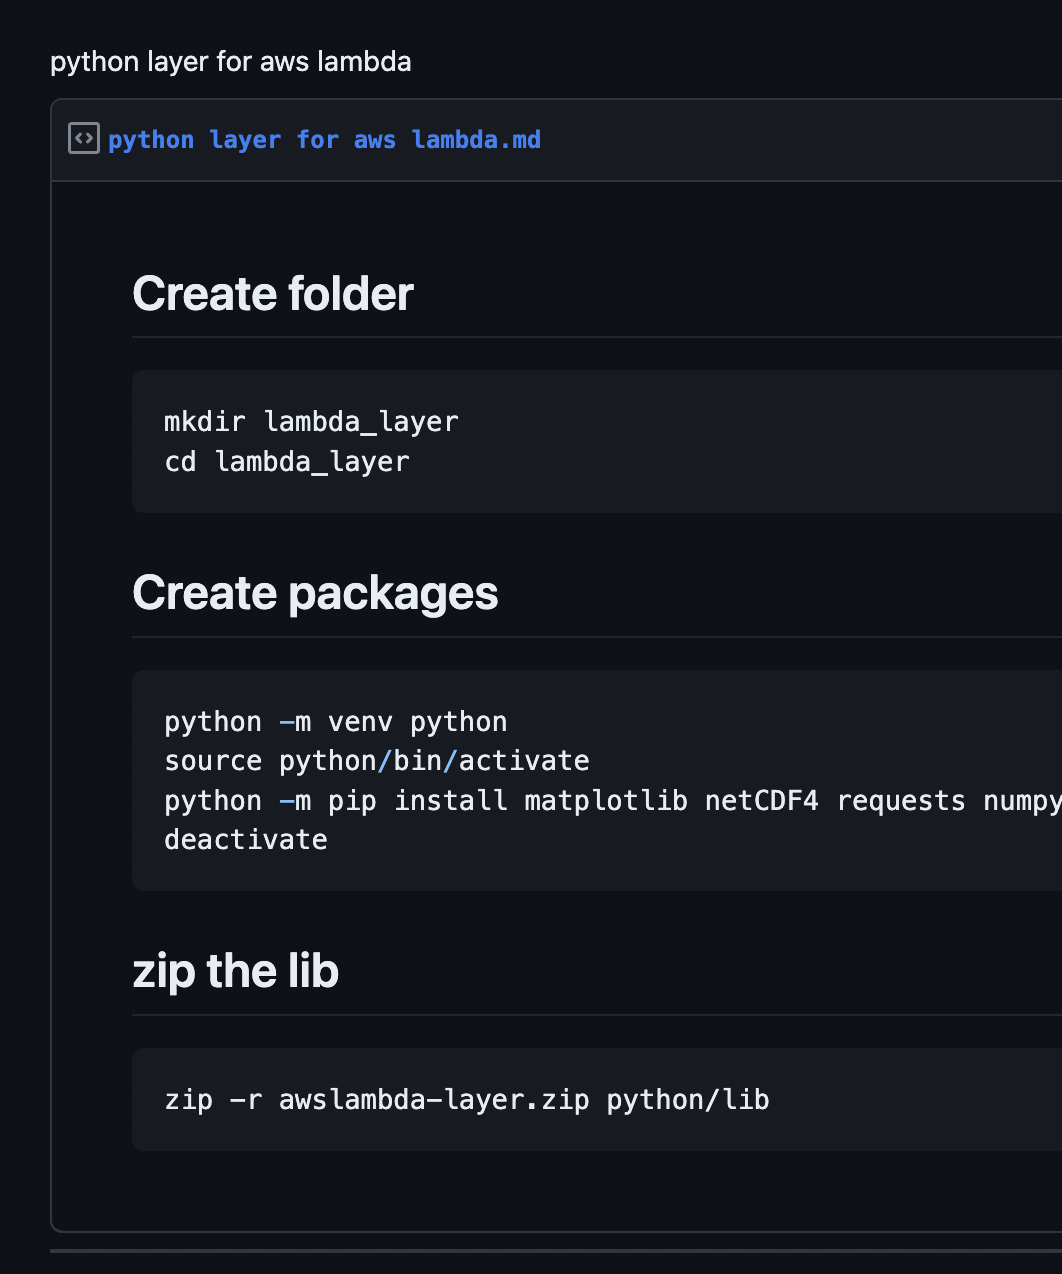 python layer for aws lambda
python layer for aws lambda.md
Create folder
mkdir lambda_layer
cd lambda_layer
Create packages
python -m venv python
source python/bin/activate
python -m pip install matplotlib netCDF4 requests numpy
deactivate
zip the lib
zip -r awslambda-layer.zip python/lib